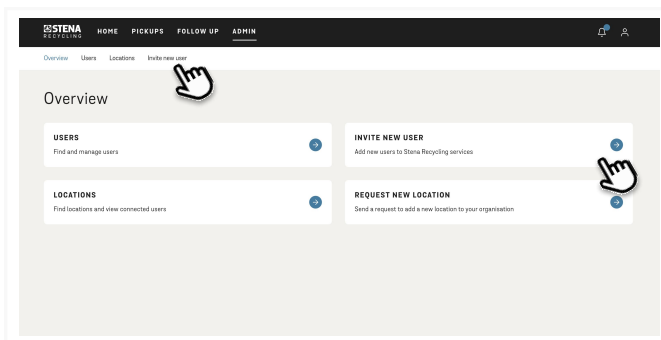 STENA
RECYCLING
HOME PICKUPS FOLLOW UP ADMIN
Overview Users Locations Invite new user
Overview
USERS
Find and manage users
INVITE NEW USER
Add new users to Stena Recycling services
LOCATIONS
Find locations and view connected users
REQUEST NEW LOCATION
Send a request to add a new location to your organisation